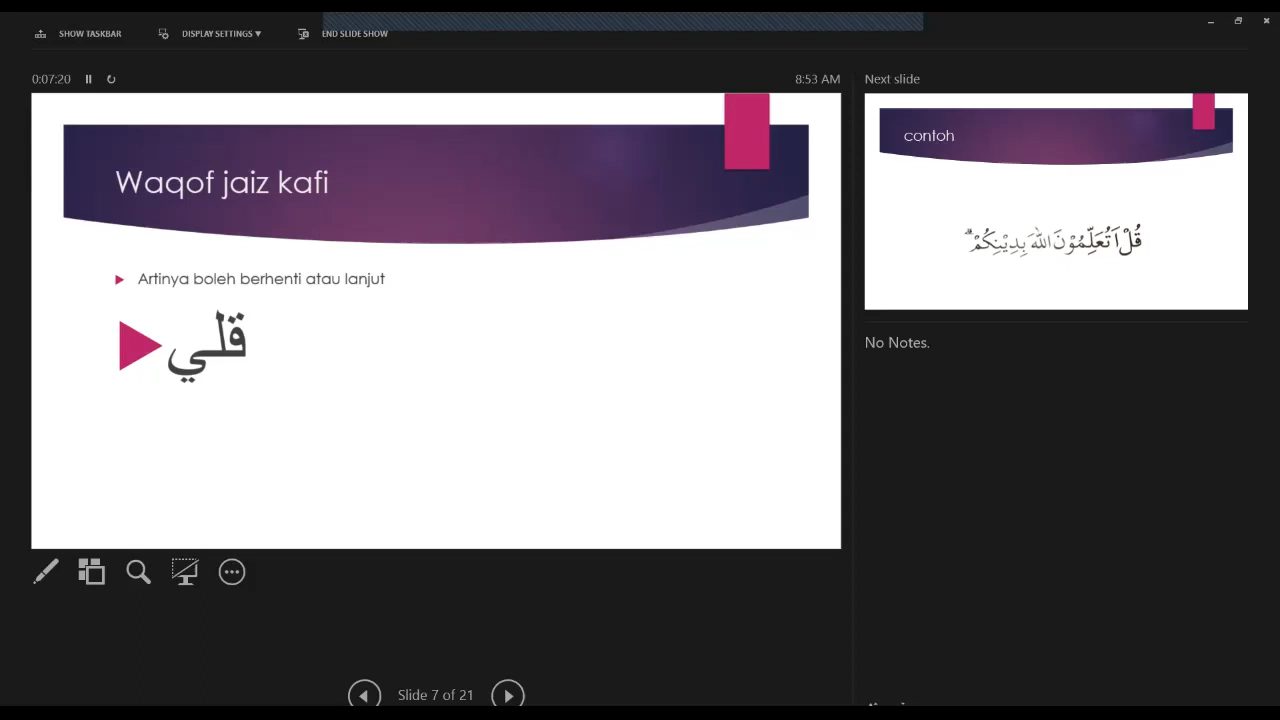 SHOW TASKBAR
DISPLAY SETTINGS ▼
END SLIDE SHOW
0:07:20
8:53 AM
Waqof jaiz kafi
Artinya boleh berhenti atau lanjut
قلي
Next slide
contoh
قُلْ اَتُعَلِّمُوْنَ اللّٰهَ بِدِيْنِكُمْۗ
No Notes.
Slide 7 of 21